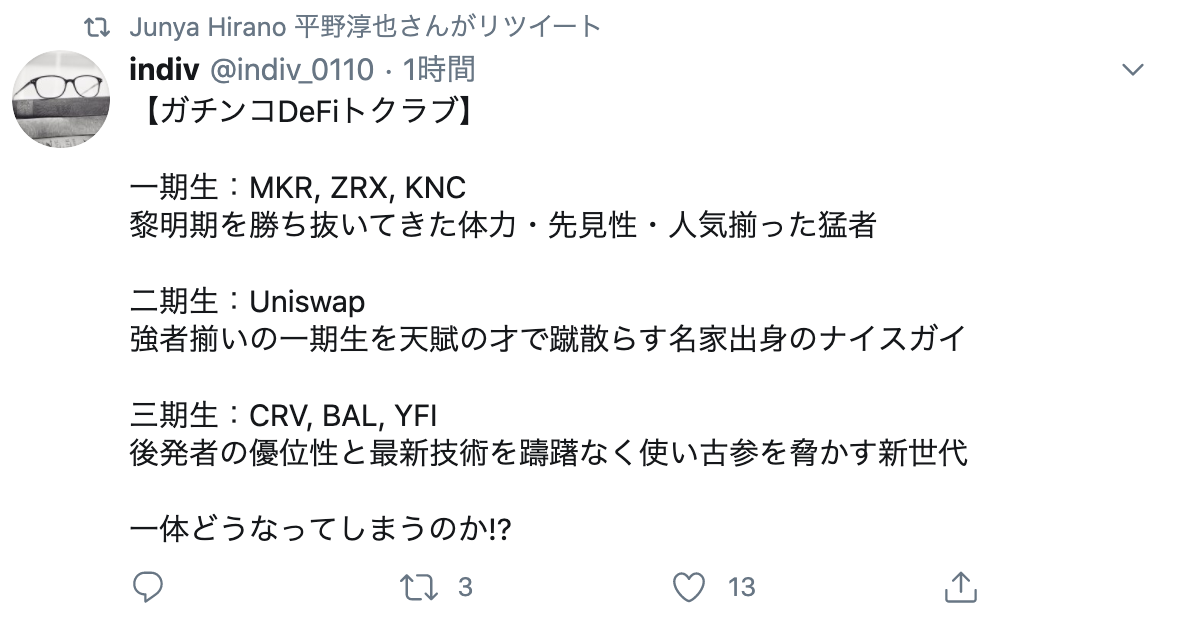 Junya Hirano 平野淳也さんがリツイート
indiv @indiv_0110 · 1時間
【ガチンコDeFiトクラブ】
一期生：MKR, ZRX, KNC
黎明期を勝ち抜いてきた体力・先見性・人気揃った猛者
二期生：Uniswap
強者揃いの一期生を天賦の才で蹴散らす名家出身のナイスガイ
三期生：CRV, BAL, YFI
後発者の優位性と最新技術を躊躇なく使い古参を脅かす新世代
一体どうなってしまうのか!?
3 13